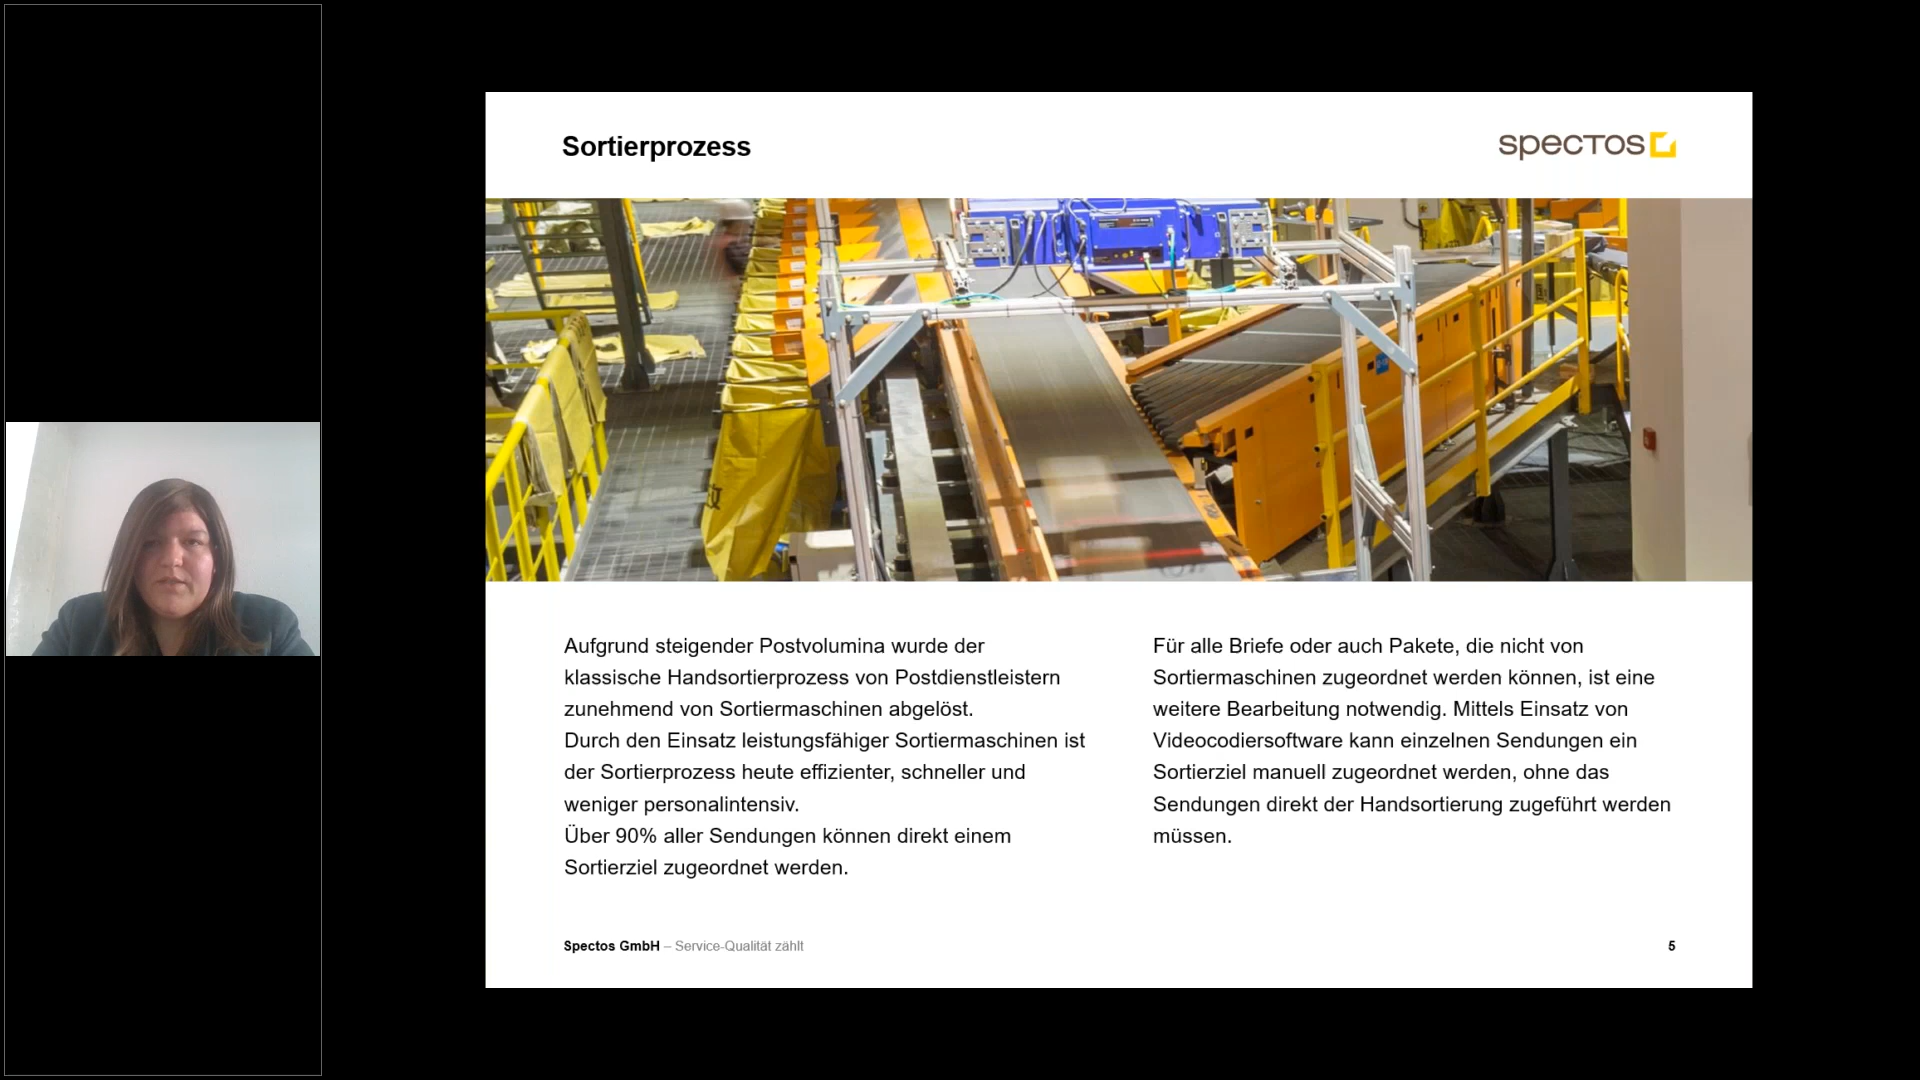 Sortierprozess
spectos
Aufgrund steigender Postvolumina wurde der
klassische Handsortierprozess von Postdienstleistern
zunehmend von Sortiermaschinen abgelöst.
Durch den Einsatz leistungsfähiger Sortiermaschinen ist
der Sortierprozess heute effizienter, schneller und
weniger personalintensiv.
Über 90% aller Sendungen können direkt einem
Sortierziel zugeordnet werden.
Für alle Briefe oder auch Pakete, die nicht von
Sortiermaschinen zugeordnet werden können, ist eine
weitere Bearbeitung notwendig. Mittels Einsatz von
Videocodiersoftware kann einzelnen Sendungen ein
Sortierziel manuell zugeordnet werden, ohne das
Sendungen direkt der Handsortierung zugeführt werden
müssen.
Spectos GmbH – Service-Qualität zählt
5